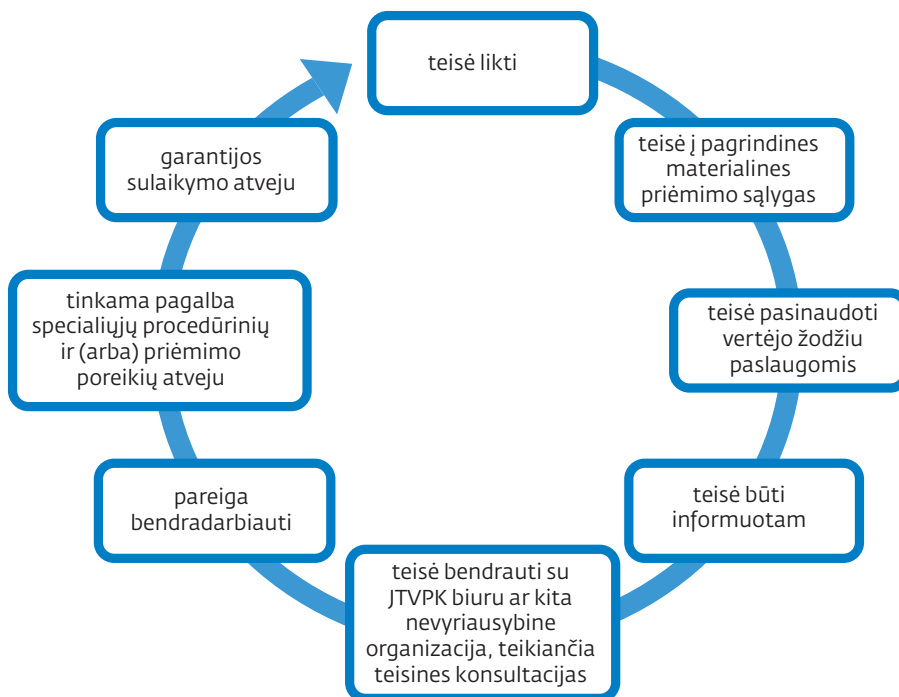 teisė likti
teisė į pagrindines
materialines
priėmimo sąlygas
teisė pasinaudoti
vertėjo žodžiu
paslaugomis
teisė būti
informuotam
teisė bendrauti su
JTVPK biuru ar kita
nevyriausybine
organizacija, teikiančia
teisines konsultacijas
pareiga
bendradarbiauti
tinkama pagalba
specialiųjų procedūrinių
ir (arba) priėmimo
poreikių atveju
garantijos
sulaikymo atveju